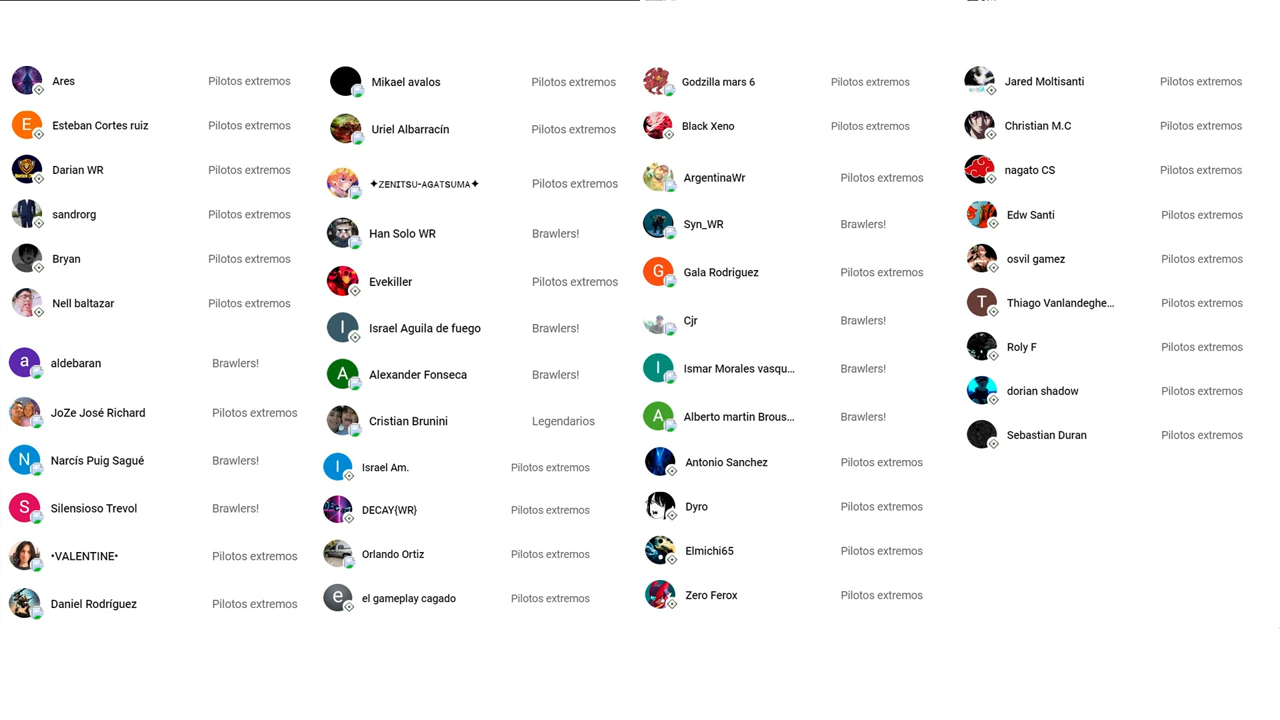 Ares Pilotos extremos
E Esteban Cortes ruiz Pilotos extremos
Darian WR Pilotos extremos
sandrorg Pilotos extremos
Bryan Pilotos extremos
Nell baltazar Pilotos extremos
a aldebaran Brawlers!
JoZe José Richard Pilotos extremos
N Narcís Puig Sagué Brawlers!
S Silensioso Trevol Brawlers!
•VALENTINE• Pilotos extremos
Daniel Rodríguez Pilotos extremos
Mikael avalos Pilotos extremos
Uriel Albarracín Pilotos extremos
✦ZENITSU-AGATSUMA✦ Pilotos extremos
Han Solo WR Brawlers!
Evekiller Pilotos extremos
I Israel Aguila de fuego Brawlers!
A Alexander Fonseca Brawlers!
Cristian Brunini Legendarios
I Israel Am. Pilotos extremos
DECAY{WR} Pilotos extremos
Orlando Ortiz Pilotos extremos
e el gameplay cagado Pilotos extremos
Godzilla mars 6 Pilotos extremos
Black Xeno Pilotos extremos
ArgentinaWr Pilotos extremos
Syn_WR Brawlers!
G Gala Rodriguez Pilotos extremos
Cjr Brawlers!
I Ismar Morales vasqu... Brawlers!
A Alberto martin Brous... Brawlers!
Antonio Sanchez Pilotos extremos
Dyro Pilotos extremos
Elmichi65 Pilotos extremos
Zero Ferox Pilotos extremos
Jared Moltisanti Pilotos extremos
Christian M.C Pilotos extremos
nagato CS Pilotos extremos
Edw Santi Pilotos extremos
osvil gamez Pilotos extremos
T Thiago Vanlandeghe... Pilotos extremos
Roly F Pilotos extremos
dorian shadow Pilotos extremos
Sebastian Duran Pilotos extremos